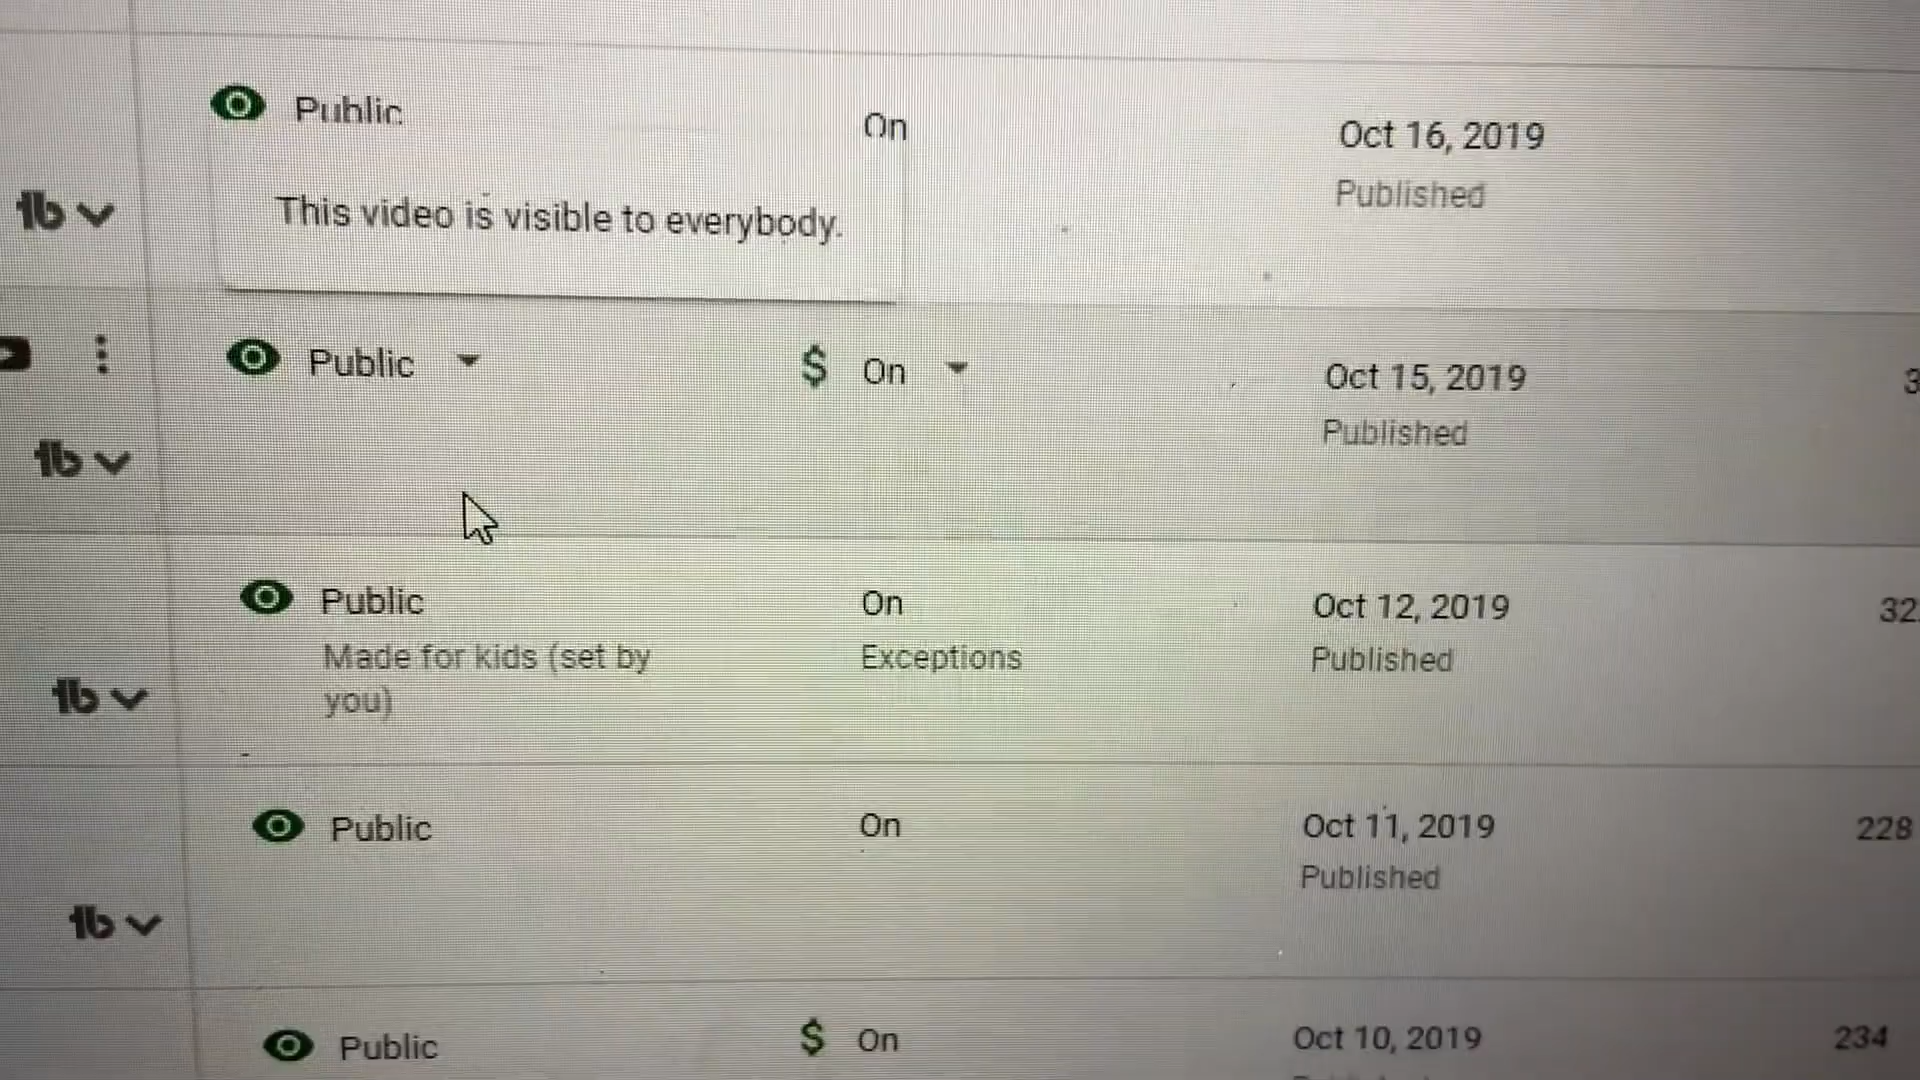 Public
On
Oct 16, 2019
Published
This video is visible to everybody.
Public
$ On
Oct 15, 2019
Published
Public
On
Oct 12, 2019
Made for kids (set by
you)
Exceptions
Published
Public
On
Oct 11, 2019
228
Published
Public
$ On
Oct 10, 2019
234